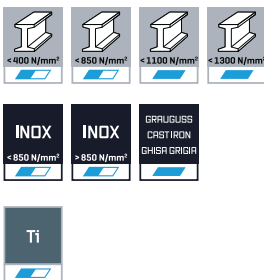 <400 N/mm²
<850 N/mm²
<1100 N/mm²
<1300 N/mm²
INOX
<850 N/mm²
INOX
>850 N/mm²
GRAUGUSS
CAST IRON
GHISA GRIGIA
Ti